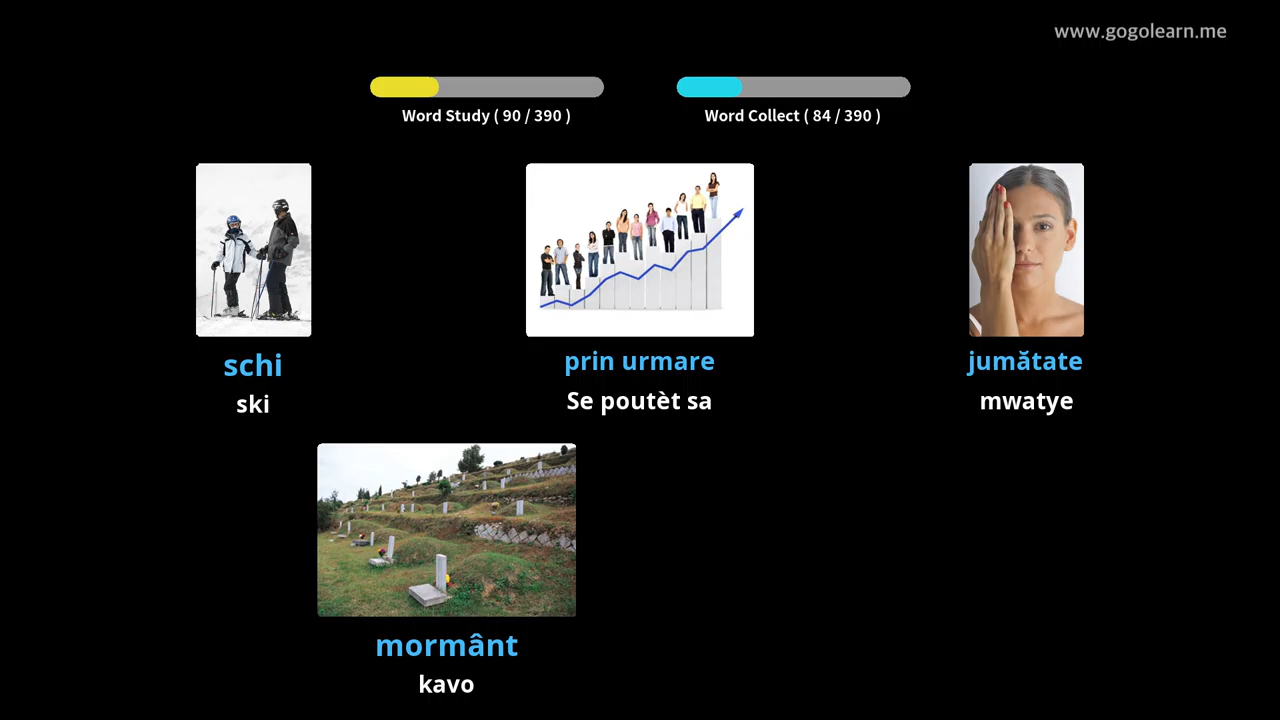 www.gogolearn.me
Word Study ( 90 / 390 )
Word Collect ( 84 / 390 )
schi
ski
prin urmare
Se poutèt sa
jumătate
mwatye
mormânt
kavo